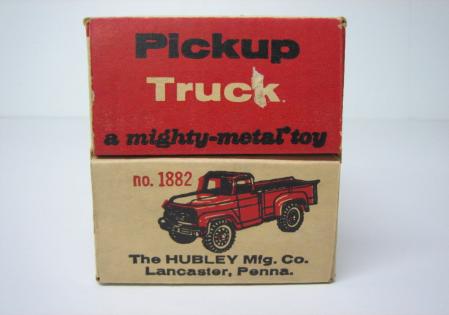 Pickup
Truck
a mighty-metal toy
no. 1882
The HUBLEY Mfg. Co.
Lancaster, Penna.